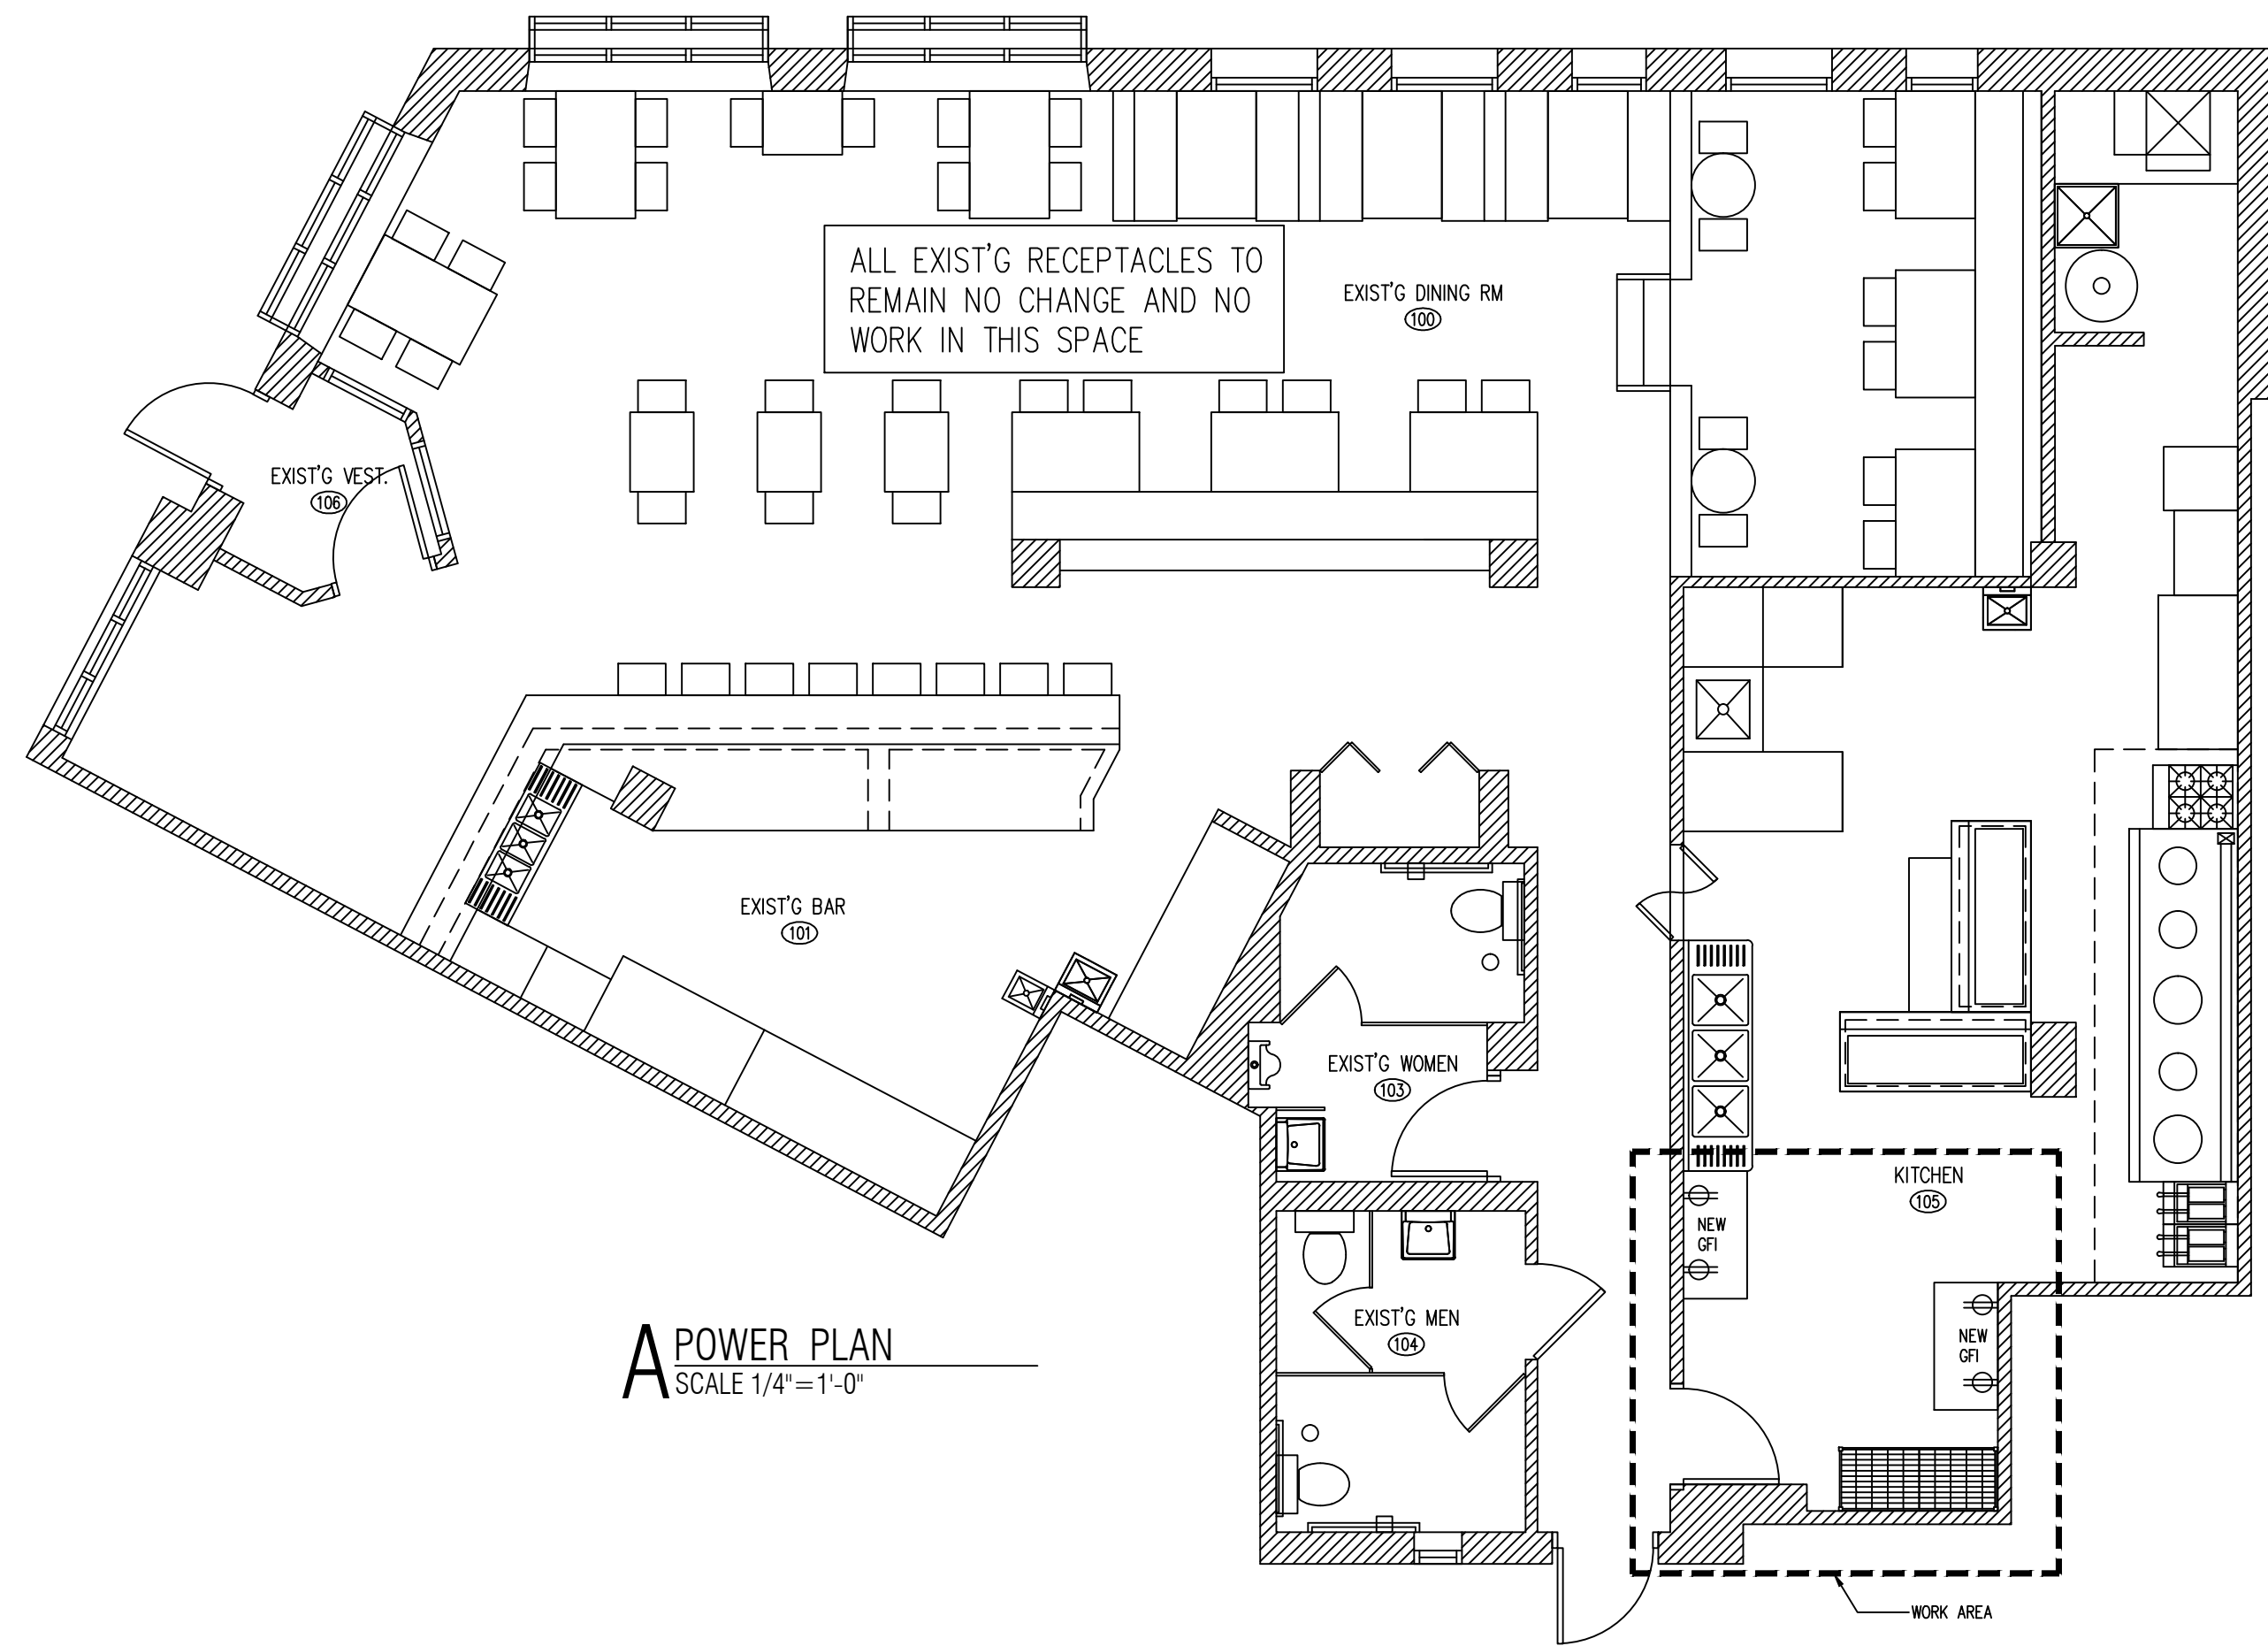 ALL EXIST'G RECEPTACLES TO
REMAIN NO CHANGE AND NO
WORK IN THIS SPACE
EXIST'G DINING RM
100
EXIST'G VEST.
106
EXIST'G BAR
101
EXIST'G WOMEN
103
KITCHEN
105
NEW
GFI
EXIST'G MEN
104
NEW
GFI
A POWER PLAN
SCALE 1/4"=1'-0"
WORK AREA